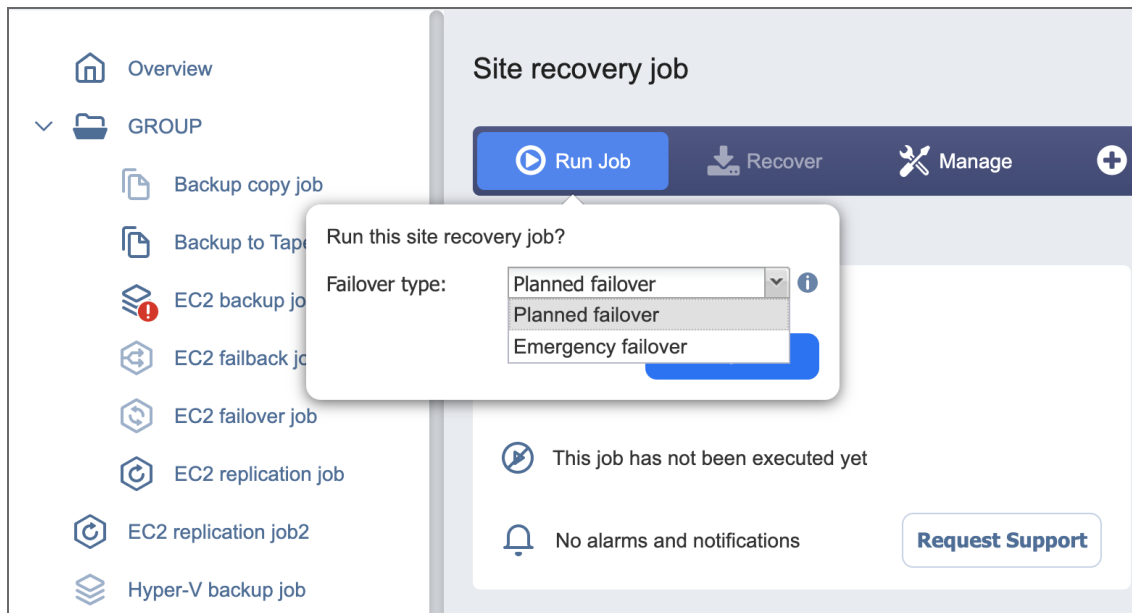 Overview
GROUP
Backup copy job
Backup to Tape
EC2 backup jo
EC2 failback jo
EC2 failover job
EC2 replication job
EC2 replication job2
Hyper-V backup job
Site recovery job
Run Job
Recover
Manage
Run this site recovery job?
Failover type:
Planned failover
Planned failover
Emergency failover
This job has not been executed yet
No alarms and notifications
Request Support